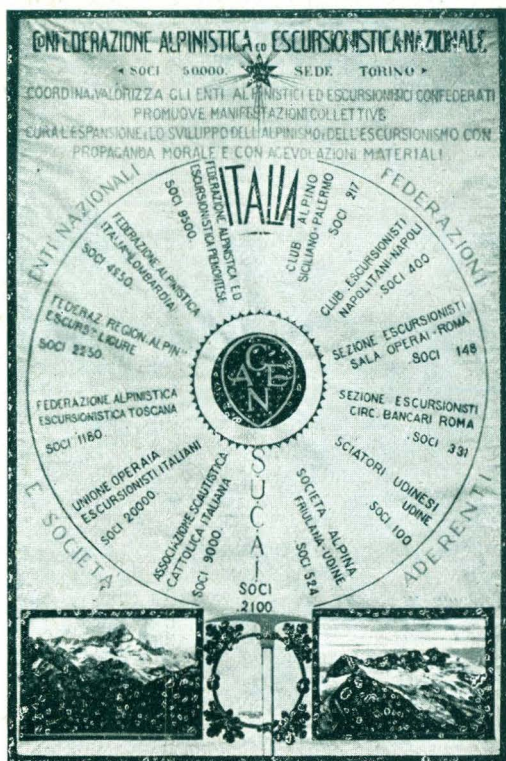 CONFEDERAZIONE ALPINISTICA ED ESCURSIONISTICA NAZIONALE
SOCI 50.000 SEDE TORINO
COORDINA, VALORIZZA GLI ENTI ALPINISTICI ED ESCURSIONISTICI CONFEDERATI
PROMUOVE MANIFESTAZIONI COLLETTIVE
CURA L'ESPANSIONE E LO SVILUPPO DELL'ALPINISMO E DELL'ESCURSIONISMO CON
PROPAGANDA MORALE E CON AGEVOLAZIONI MATERIALI
ENTI NAZIONALI
FEDERAZIONI
ADERENTI
E SOCIETÀ
ITALIA
CLUB ALPINO
SICILIANO-PALERMO
SOCI 217
CLUB ESCURSIONISTI
NAPOLITANI-NAPOLI
SOCI 400
SEZIONE ESCURSIONISTI
SALA OPERAI-ROMA
SOCI 148
SEZIONE ESCURSIONISTI
CIRC. BANCARI ROMA
SOCI 331
SCIATORI UDINESI
UDINE
SOCI 100
SOCIETA ALPINA
FRIULANA-UDINE
SOCI 524
SUCAI
SOCI
2100
ASSOCIAZIONE SCAUTISTICA
CATTOLICA ITALIANA
SOCI 9000
UNIONE OPERAIA
ESCURSIONISTI ITALIANI
SOCI 20000
FEDERAZIONE ALPINISTICA
ESCURSIONISTICA TOSCANA
SOCI 1180
FEDERAZ. REGION. ALPIN.
ESCURS. LIGURE
SOCI 2250
FEDERAZIONE ALPINISTICA
ITALIA (LOMBARDIA)
SOCI
FEDERAZIONE ALPINISTICA ED
ESCURSIONISTICA PIEMONTESE
SOCI 9500
CAEN